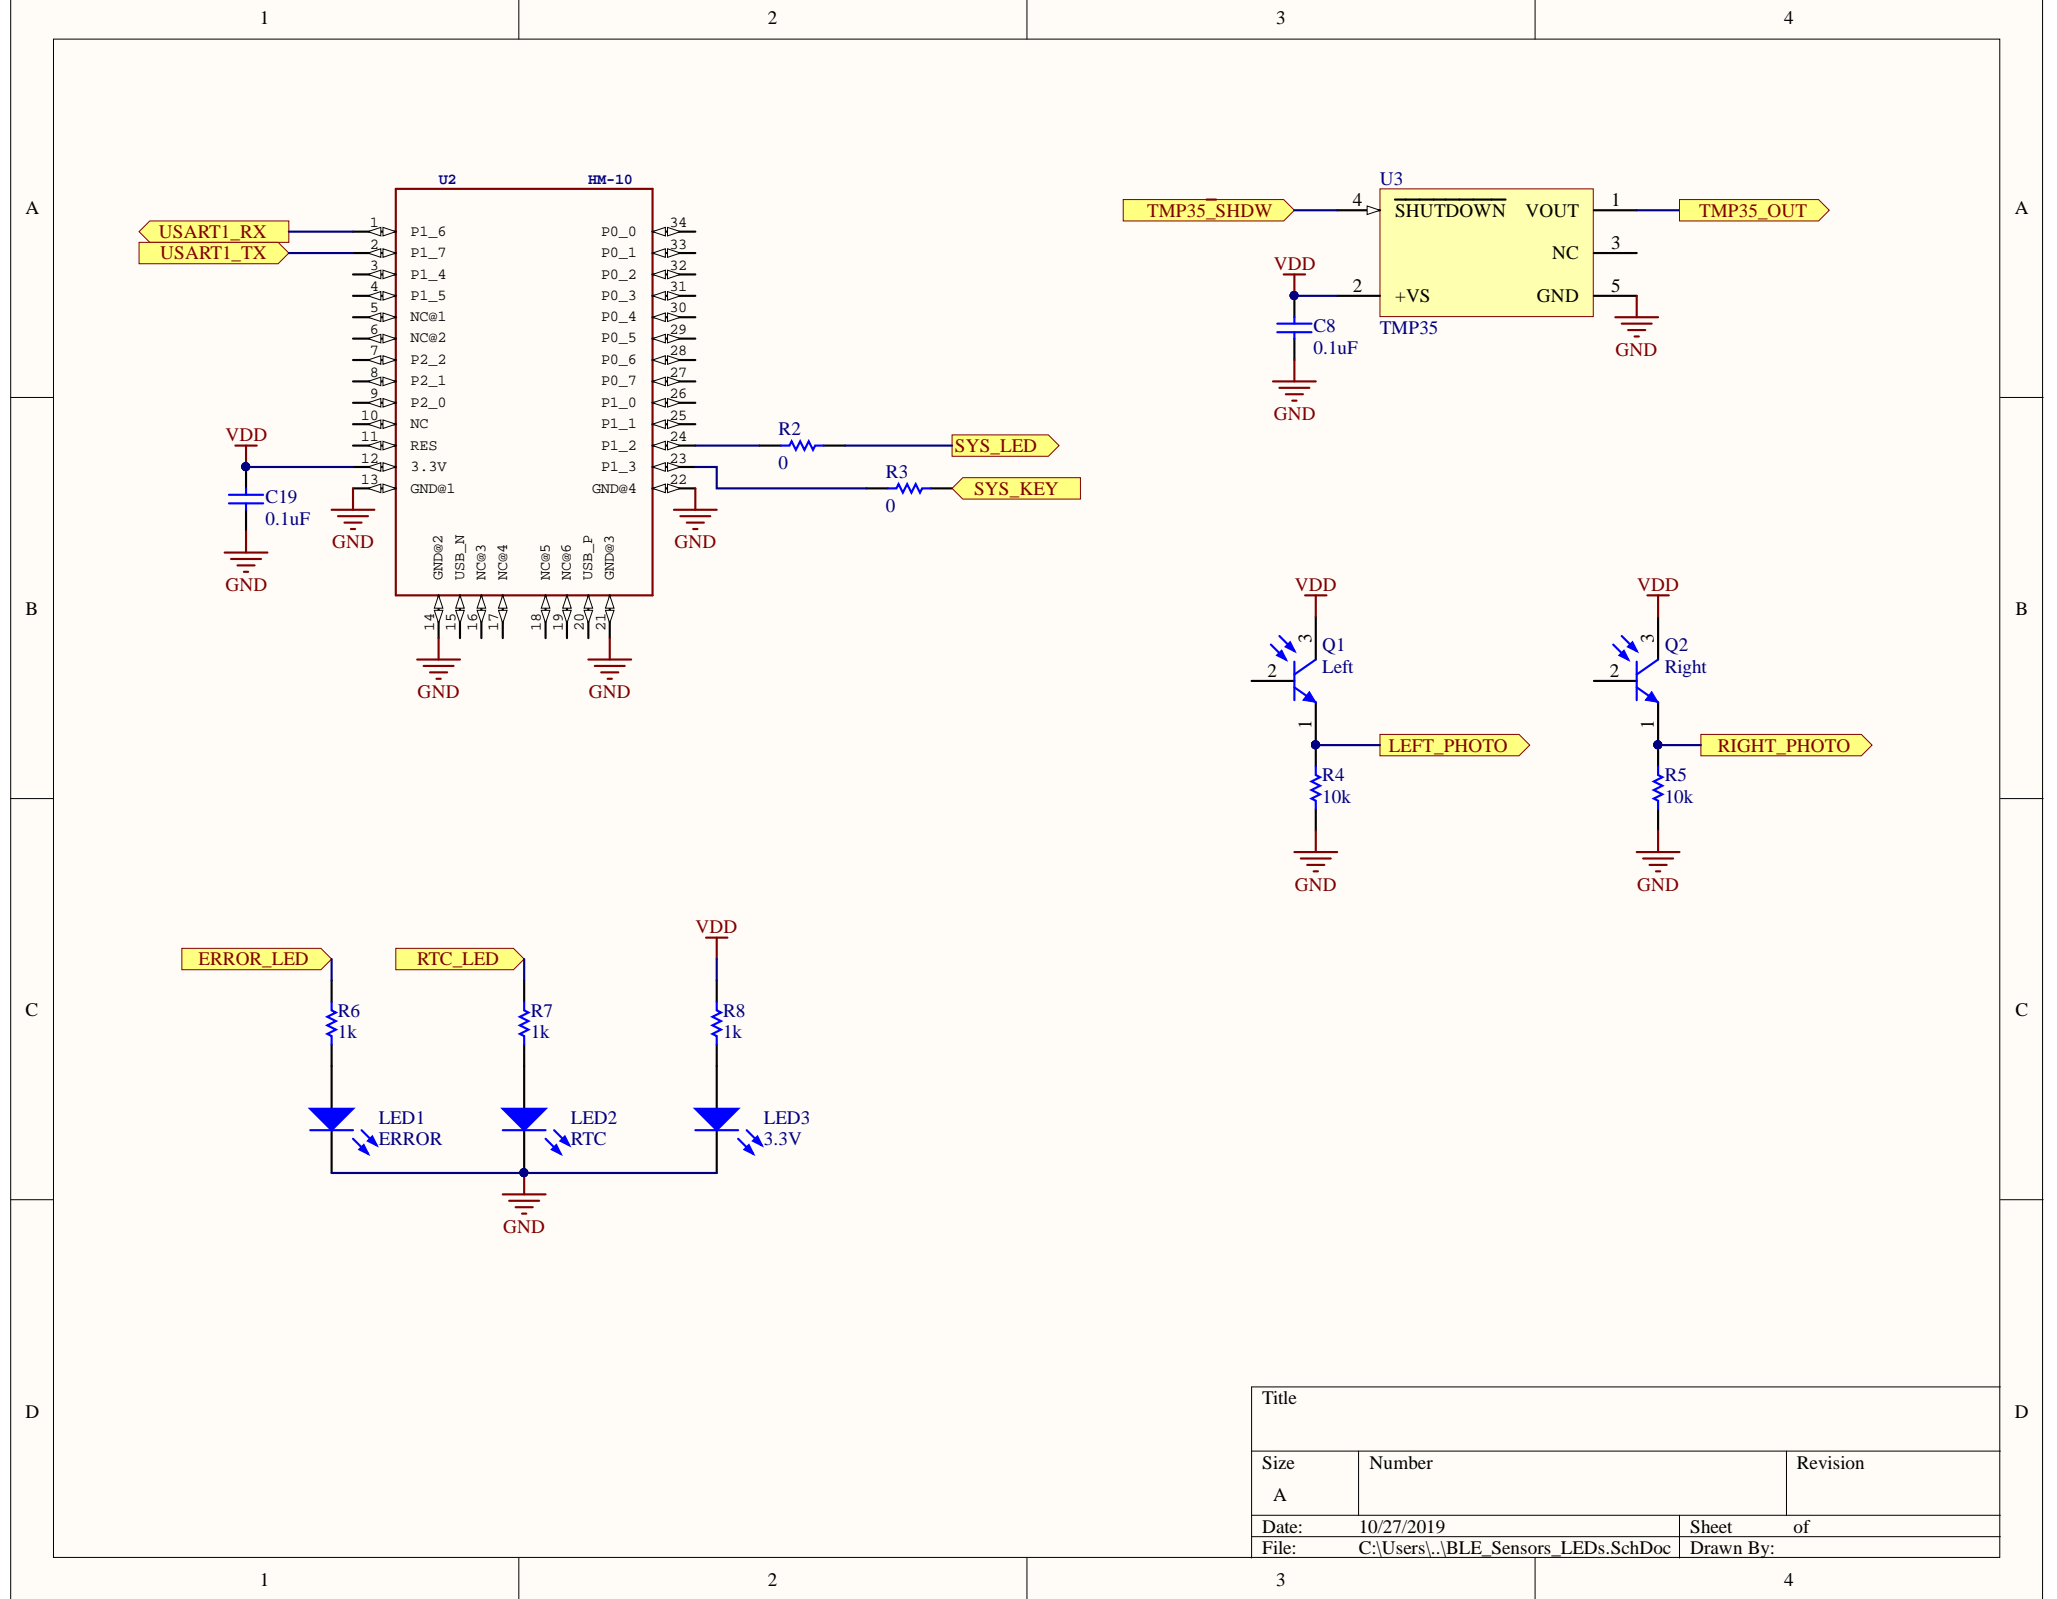 1 2 3 4
A
A
B
B
C
C
D
D
U2 HM-10
USART1_RX
USART1_TX
1 P1_6
2 P1_7
3 P1_4
4 P1_5
5 NC@1
6 NC@2
7 P2_2
8 P2_1
9 P2_0
10 NC
11 RES
12 3.3V
13 GND@1
P0_0 34
P0_1 33
P0_2 32
P0_3 31
P0_4 30
P0_5 29
P0_6 28
P0_7 27
P1_0 26
P1_1 25
P1_2 24
P1_3 23
GND@4 22
GND@2 14
USB_N 15
NC@3 16
NC@4 17
NC@5 18
NC@6 19
USB_P 20
GND@3 21
VDD
C19
0.1uF
GND
GND
GND
GND
GND
R2
0
SYS_LED
R3
0
SYS_KEY
U3
TMP35_SHDW
4 SHUTDOWN VOUT 1
TMP35_OUT
NC 3
2 +VS GND 5
TMP35
VDD
C8
0.1uF
GND
GND
VDD
3
Q1
Left
2
1
LEFT_PHOTO
R4
10k
GND
VDD
3
Q2
Right
2
1
RIGHT_PHOTO
R5
10k
GND
ERROR_LED
R6
1k
LED1
ERROR
RTC_LED
R7
1k
LED2
RTC
VDD
R8
1k
LED3
3.3V
GND
Title
Size
A
Number
Revision
Date: 10/27/2019 Sheet of
File: C:\Users\..\BLE_Sensors_LEDs.SchDoc Drawn By:
1 2 3 4